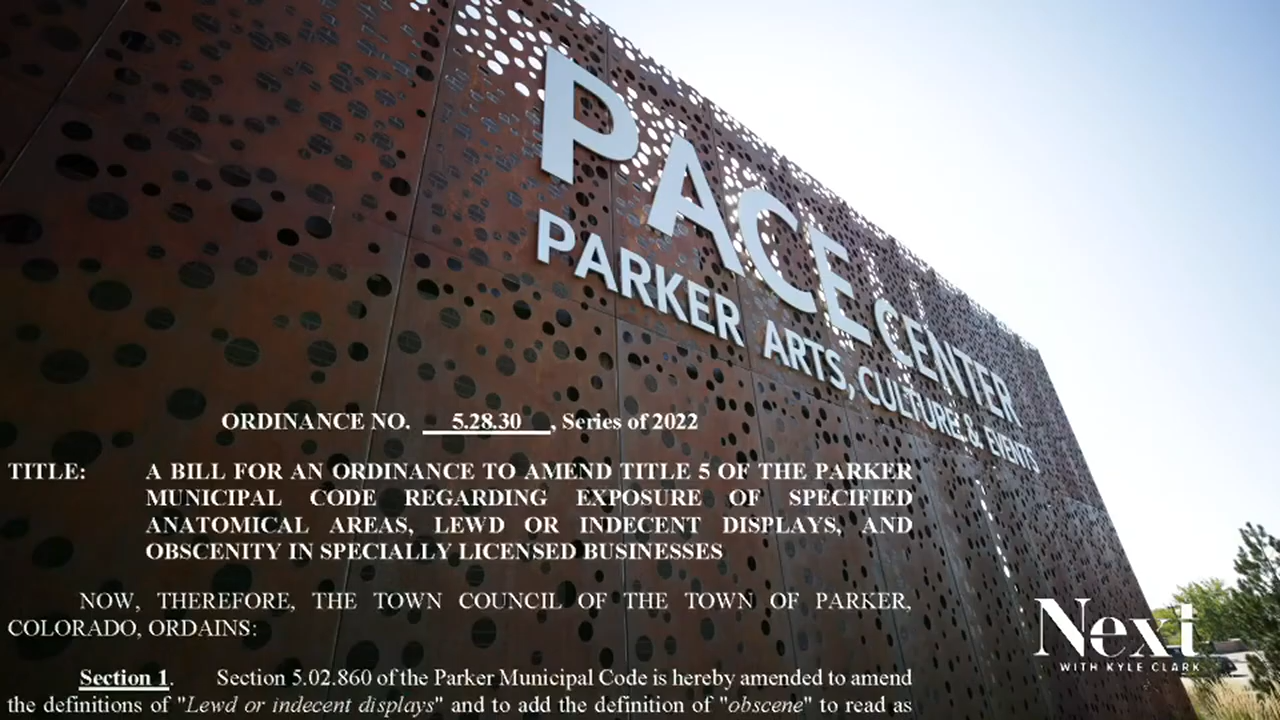 PACE CENTER
PARKER ARTS, CULTURE & EVENTS
ORDINANCE NO. 5.28.30, Series of 2022
TITLE: A BILL FOR AN ORDINANCE TO AMEND TITLE 5 OF THE PARKER
MUNICIPAL CODE REGARDING EXPOSURE OF SPECIFIED
ANATOMICAL AREAS, LEWD OR INDECENT DISPLAYS, AND
OBSCENITY IN SPECIALLY LICENSED BUSINESSES
NOW, THEREFORE, THE TOWN COUNCIL OF THE TOWN OF PARKER,
COLORADO, ORDAINS:
Section 1. Section 5.02.860 of the Parker Municipal Code is hereby amended to amend
the definitions of "Lewd or indecent displays" and to add the definition of "obscene" to read as
Next
WITH KYLE CLARK